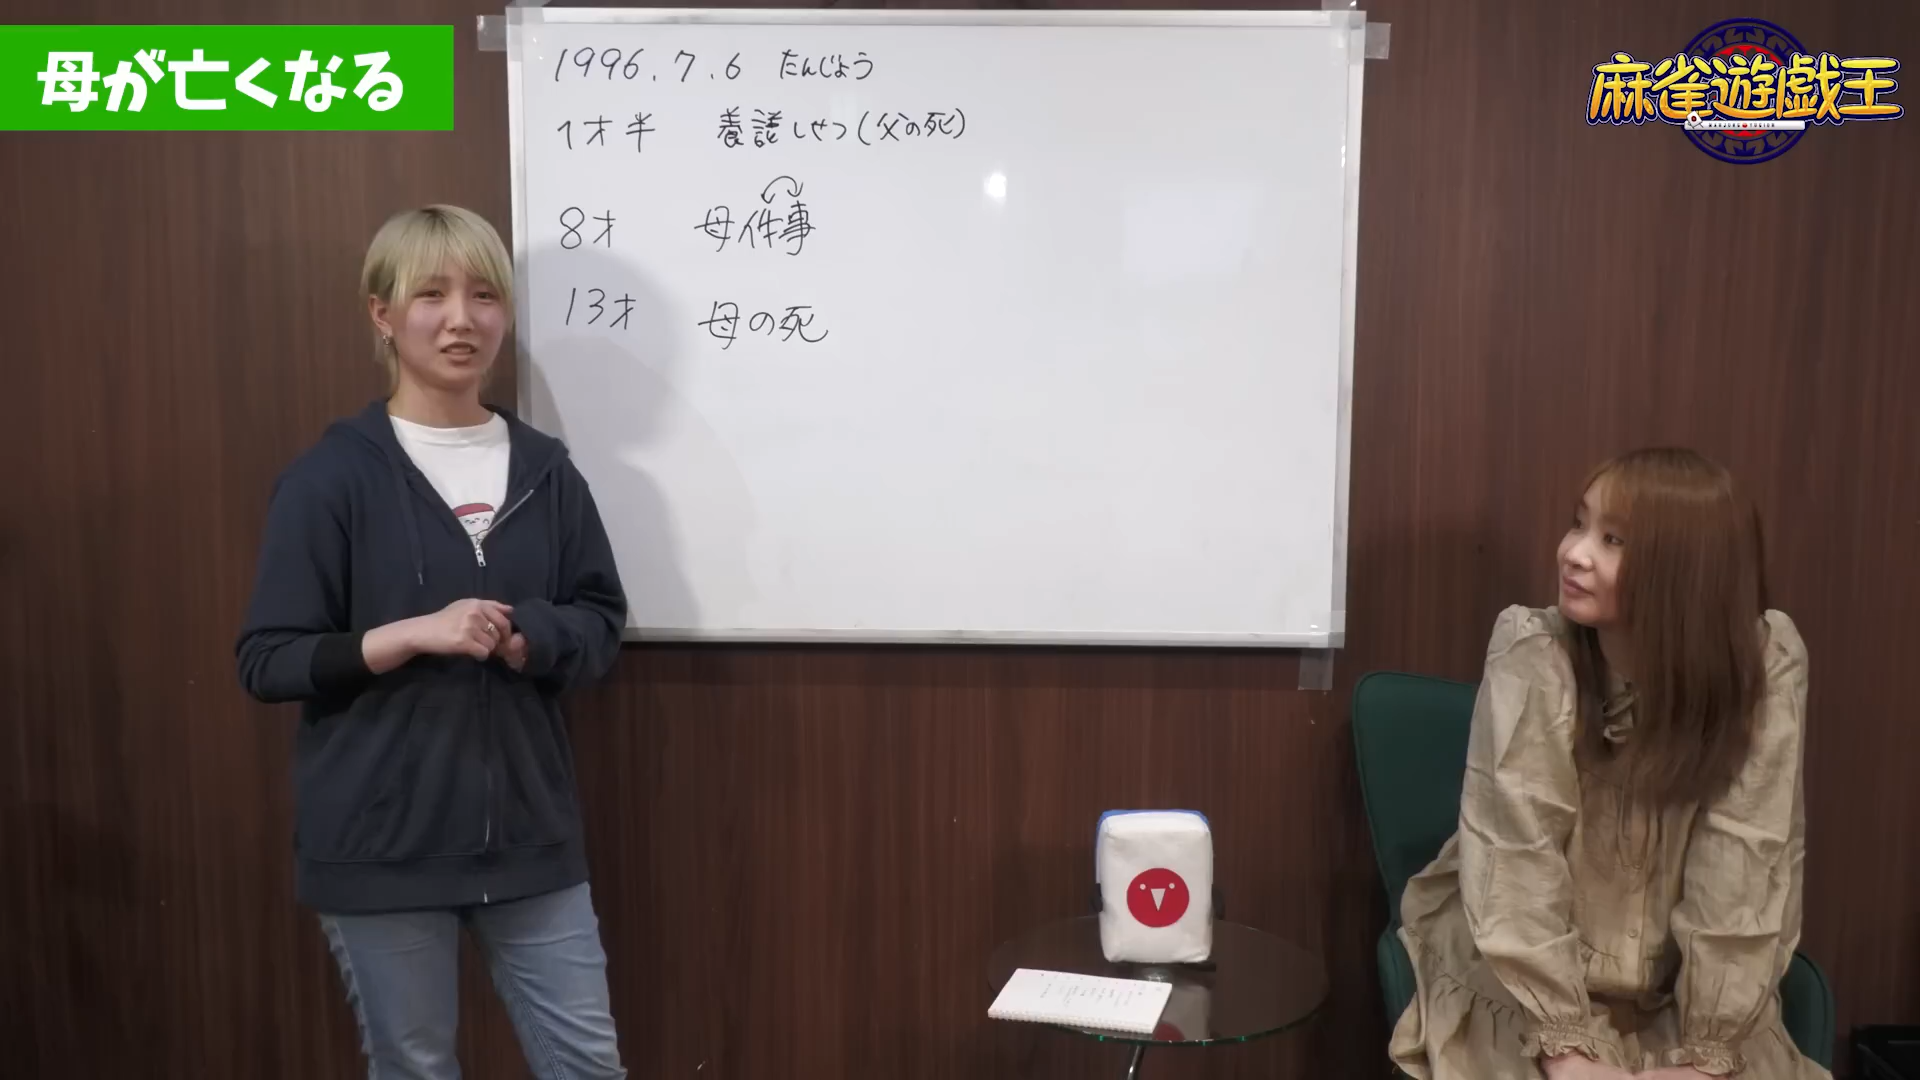 母が亡くなる
麻雀遊戯王
1996.7.6 たんじょう
1才半 養護しせつ(父の死)
8才 母件事
13才 母の死